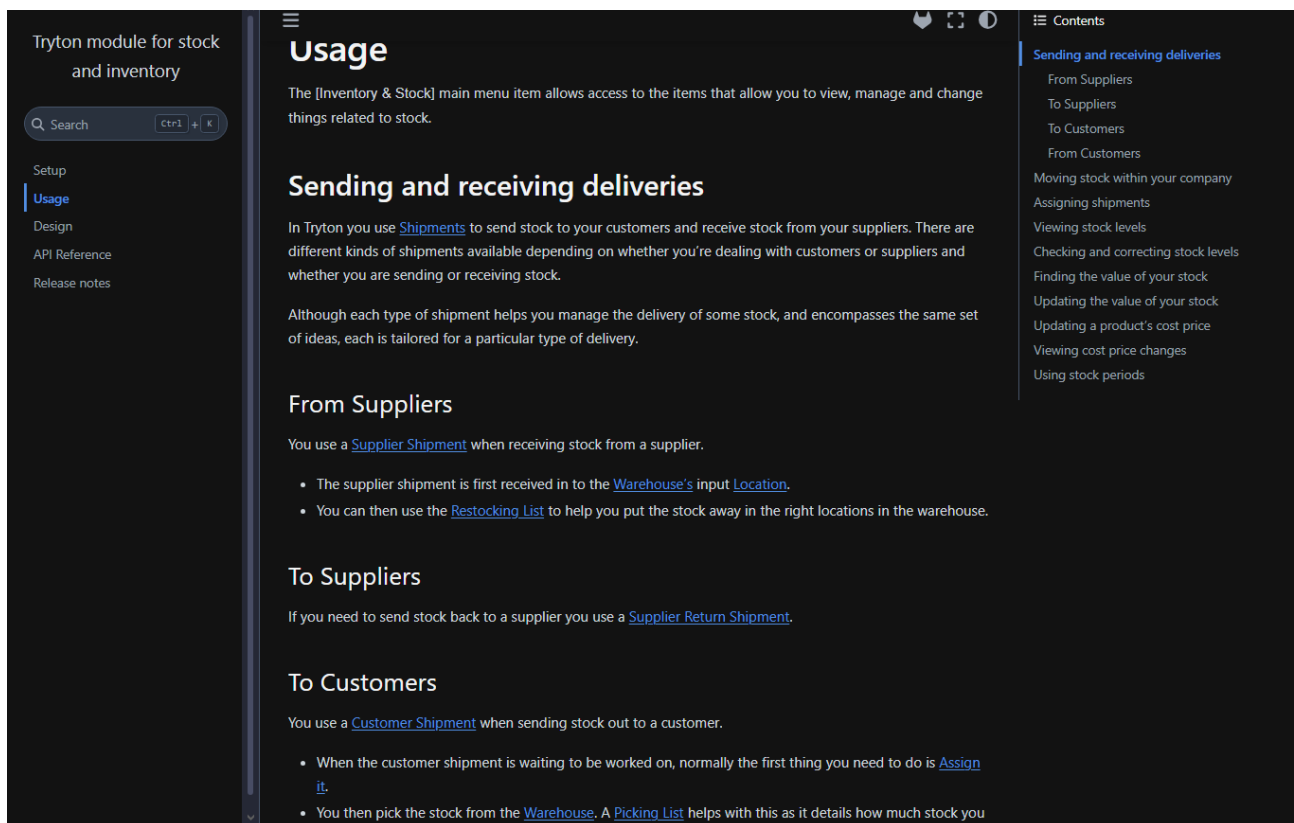 Tryton module for stock
and inventory
Search
Ctrl + K
Setup
Usage
Design
API Reference
Release notes
Usage
The [Inventory & Stock] main menu item allows access to the items that allow you to view, manage and change
things related to stock.
Sending and receiving deliveries
In Tryton you use Shipments to send stock to your customers and receive stock from your suppliers. There are
different kinds of shipments available depending on whether you're dealing with customers or suppliers and
whether you are sending or receiving stock.
Although each type of shipment helps you manage the delivery of some stock, and encompasses the same set
of ideas, each is tailored for a particular type of delivery.
From Suppliers
You use a Supplier Shipment when receiving stock from a supplier.
• The supplier shipment is first received in to the Warehouse's input Location.
• You can then use the Restocking List to help you put the stock away in the right locations in the warehouse.
To Suppliers
If you need to send stock back to a supplier you use a Supplier Return Shipment.
To Customers
You use a Customer Shipment when sending stock out to a customer.
• When the customer shipment is waiting to be worked on, normally the first thing you need to do is Assign
it.
• You then pick the stock from the Warehouse. A Picking List helps with this as it details how much stock you
Contents
Sending and receiving deliveries
From Suppliers
To Suppliers
To Customers
From Customers
Moving stock within your company
Assigning shipments
Viewing stock levels
Checking and correcting stock levels
Finding the value of your stock
Updating the value of your stock
Updating a product's cost price
Viewing cost price changes
Using stock periods